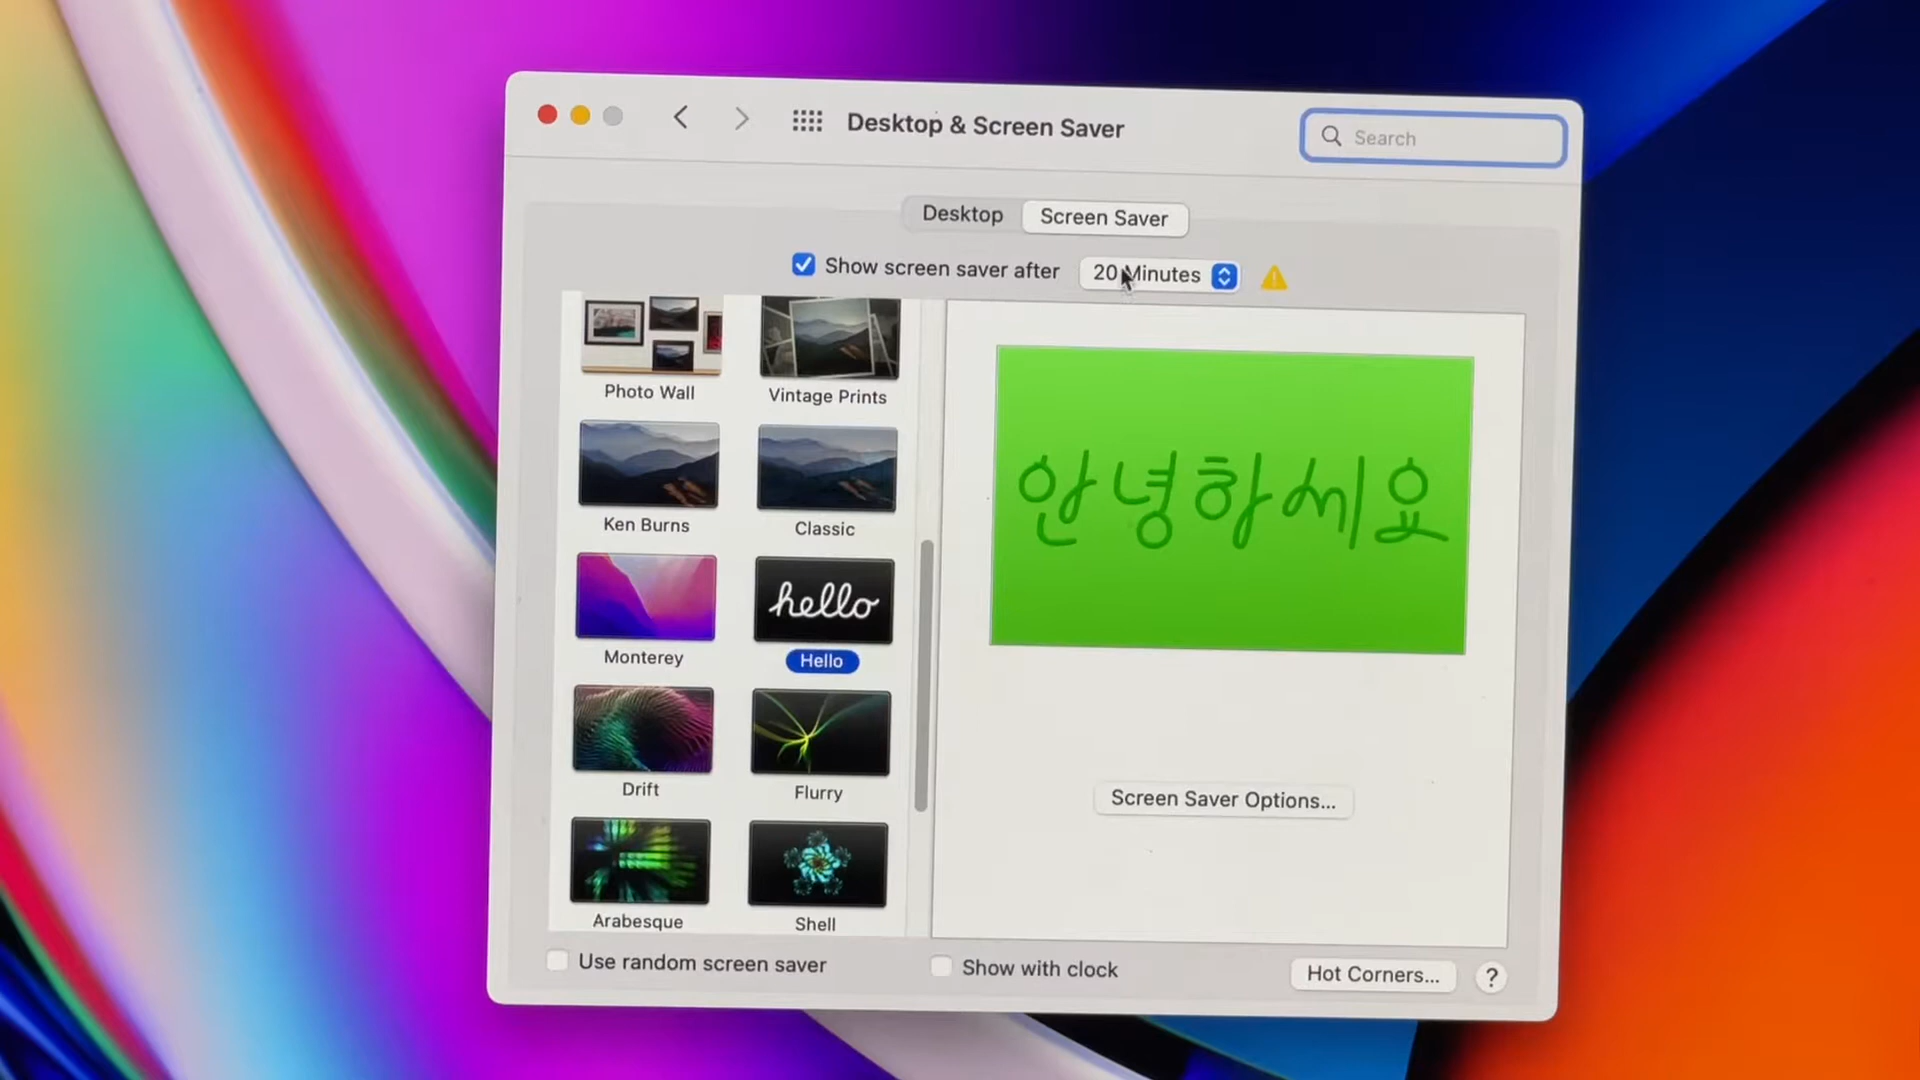 Desktop & Screen Saver
Search
Desktop
Screen Saver
Show screen saver after
20 Minutes
Photo Wall
Vintage Prints
안녕하세요
Ken Burns
Classic
hello
Monterey
Hello
Drift
Flurry
Screen Saver Options...
Arabesque
Shell
Use random screen saver
Show with clock
Hot Corners...
?